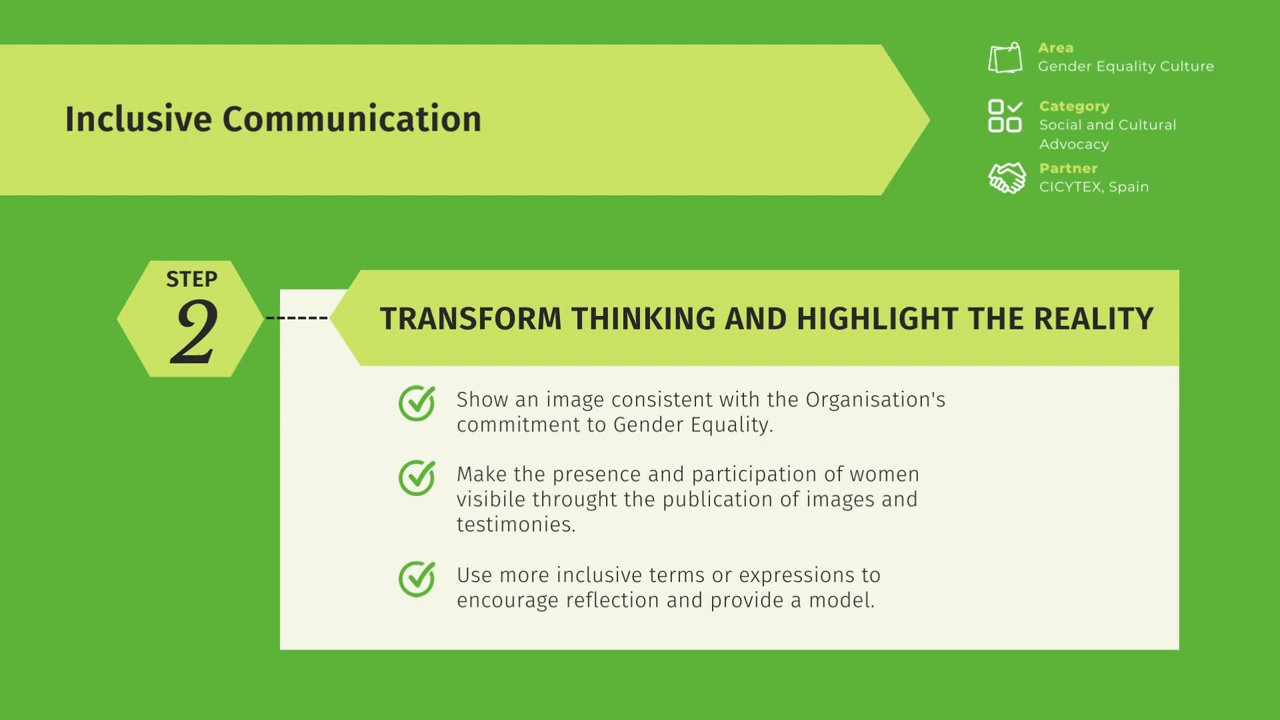 Inclusive Communication
Area
Gender Equality Culture
Category
Social and Cultural
Advocacy
Partner
CICYTEX, Spain
STEP
2
TRANSFORM THINKING AND HIGHLIGHT THE REALITY
Show an image consistent with the Organisation's
commitment to Gender Equality.
Make the presence and participation of women
visibile throught the publication of images and
testimonies.
Use more inclusive terms or expressions to
encourage reflection and provide a model.